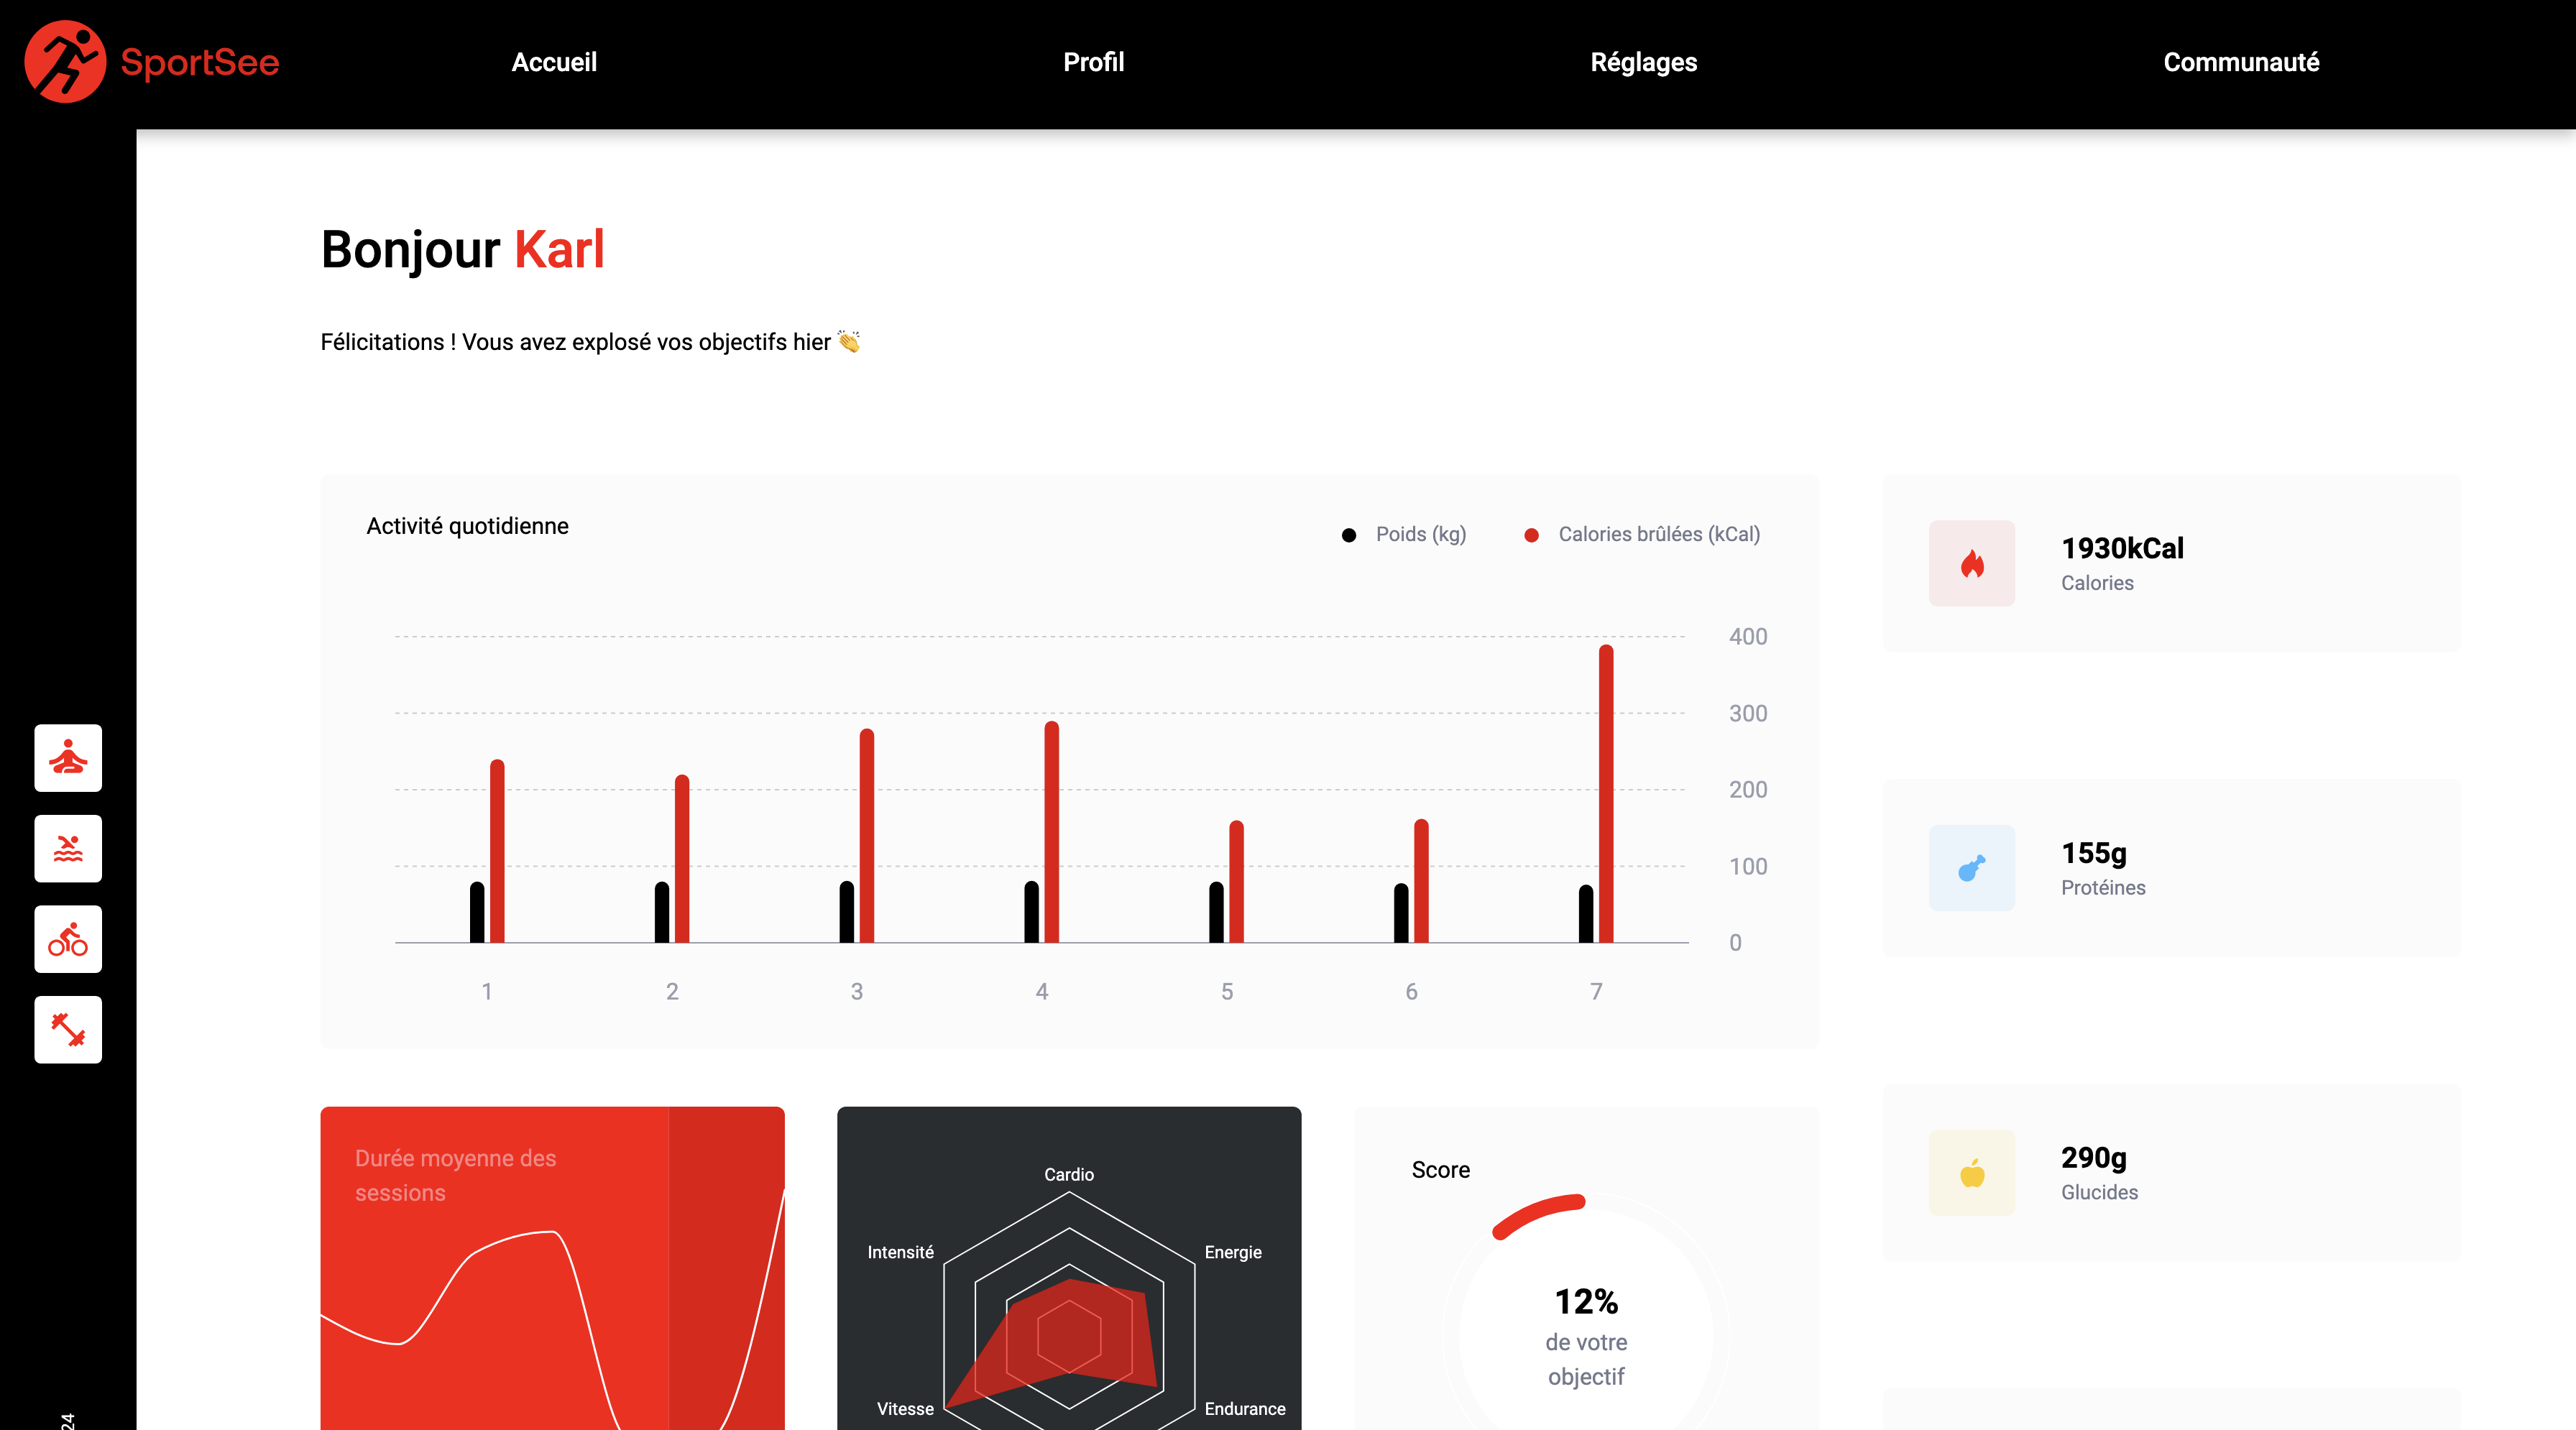 SportSee
Accueil
Profil
Réglages
Communauté
Bonjour Karl
Félicitations ! Vous avez explosé vos objectifs hier 👏
Activité quotidienne
Poids (kg)
Calories brûlées (kCal)
400
300
200
100
0
1
2
3
4
5
6
7
1930kCal
Calories
155g
Protéines
290g
Glucides
Durée moyenne des
sessions
Cardio
Intensité
Energie
Vitesse
Endurance
Score
12%
de votre
objectif
24